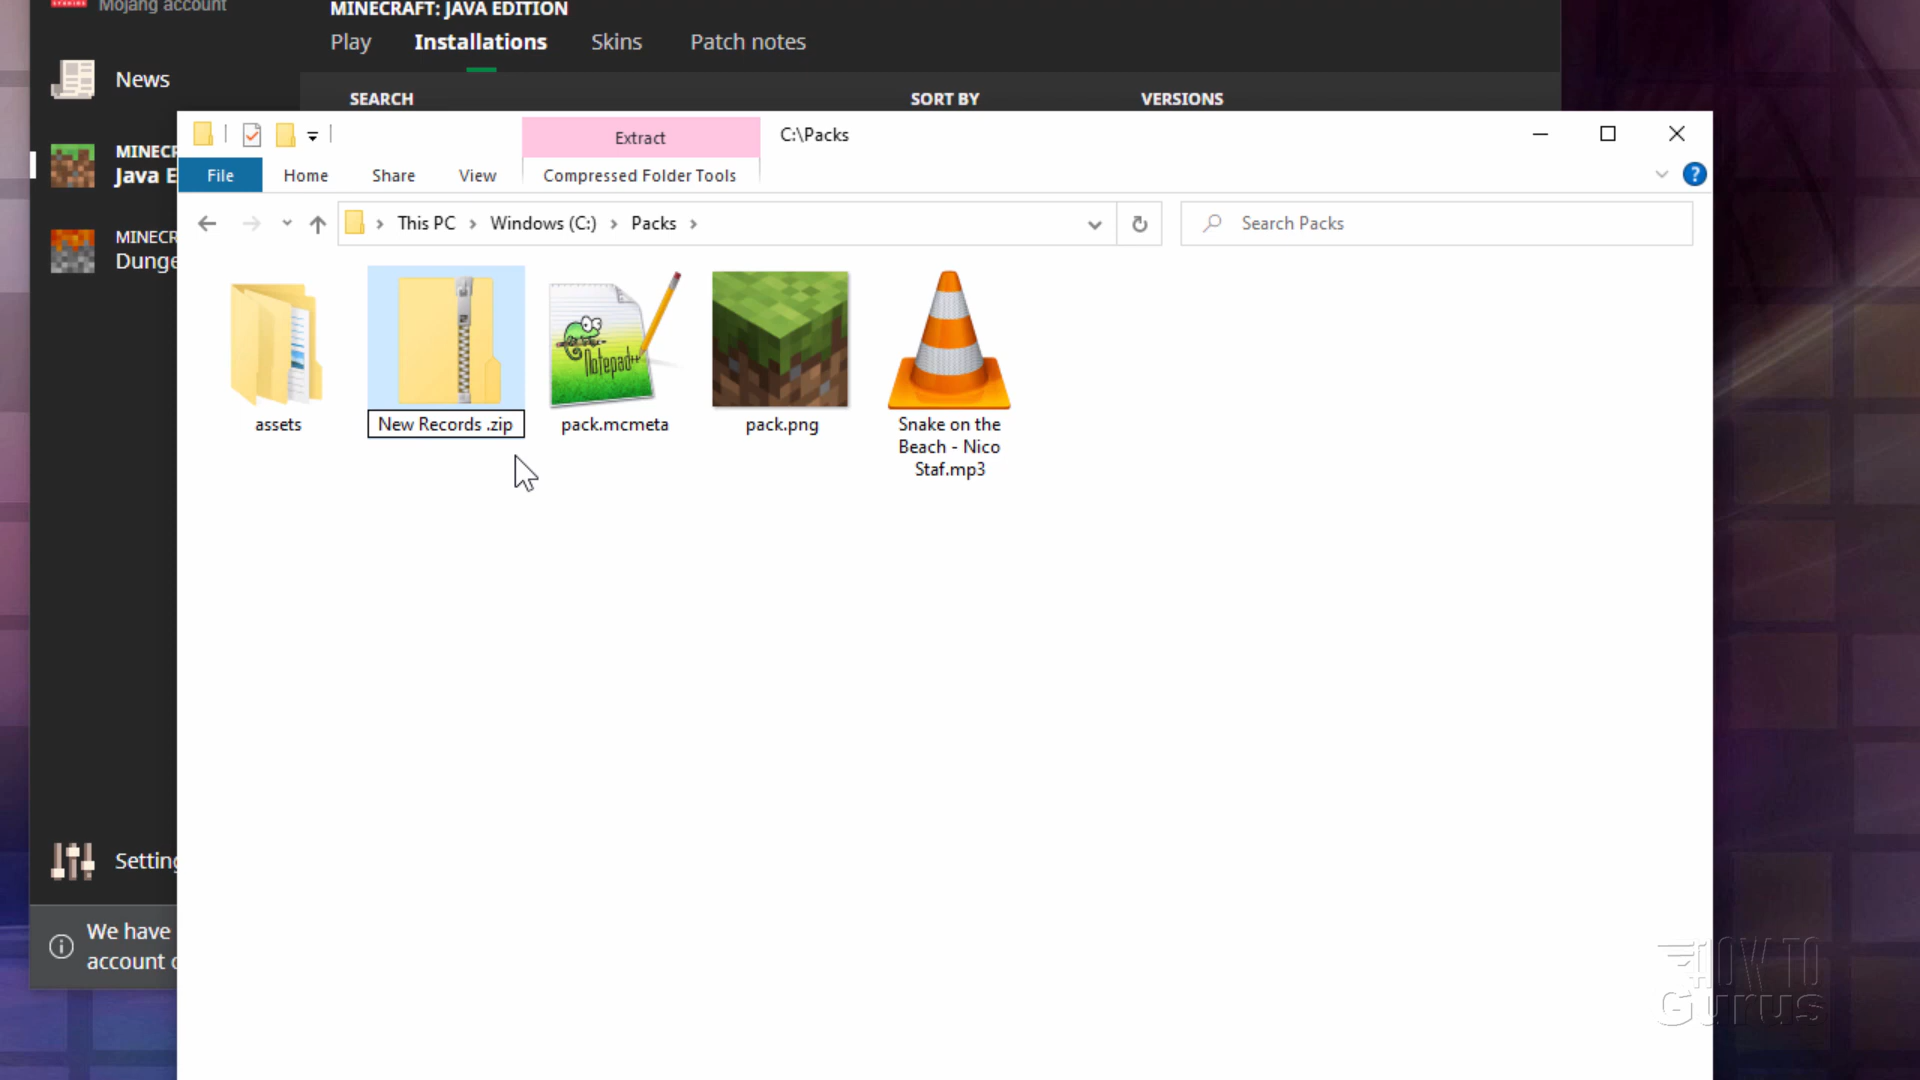 Mojang account
MINECRAFT: JAVA EDITION
Play Installations Skins Patch notes
News
SEARCH SORT BY VERSIONS
Extract C:\Packs
MINECR
Java E
File Home Share View Compressed Folder Tools
?
This PC Windows (C:) Packs
Search Packs
MINECR
Dunge
Notepad++
assets
New Records .zip
pack.mcmeta
pack.png
Snake on the
Beach - Nico
Staf.mp3
Setting
We have
account
HOW TO
Gurus